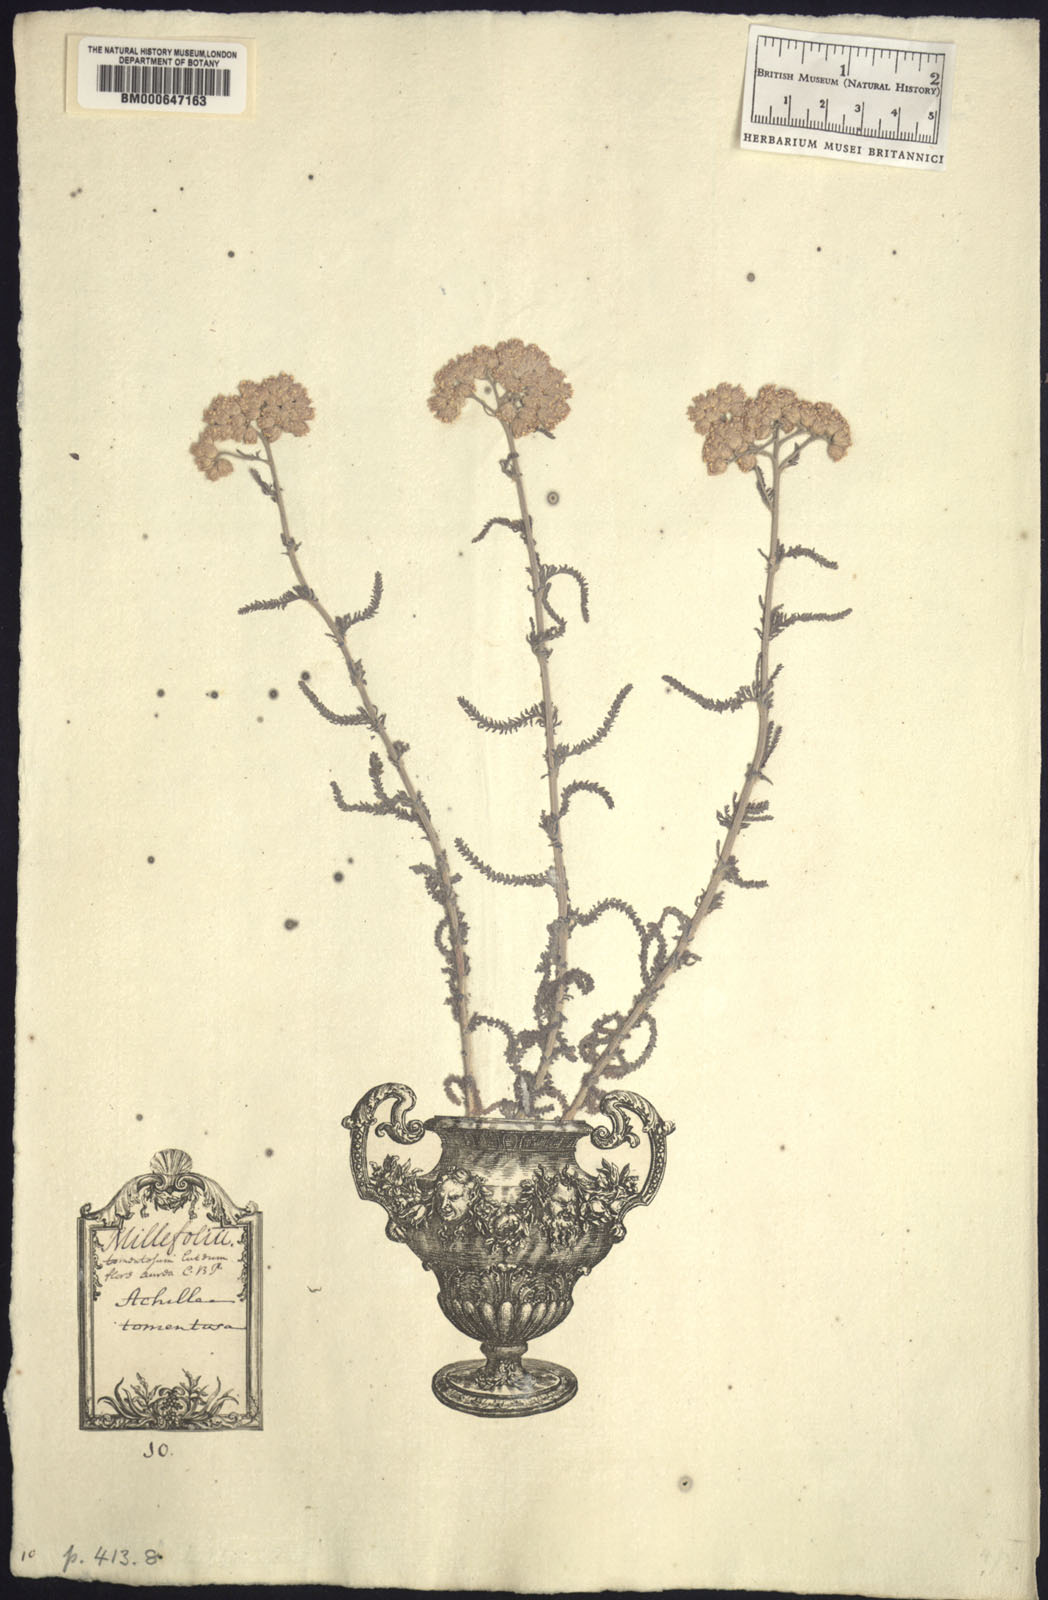 THE NATURAL HISTORY MUSEUM, LONDON
DEPARTMENT OF BOTANY
BM000647163
1 2
BRITISH MUSEUM (NATURAL HISTORY)
1 2 3 4 5
HERBARIUM MUSEI BRITANNICI
Millefolium
tomentosum luteum
flore aureo C.B.P.
Achillea
tomentosa
10.
10 p. 413. 8